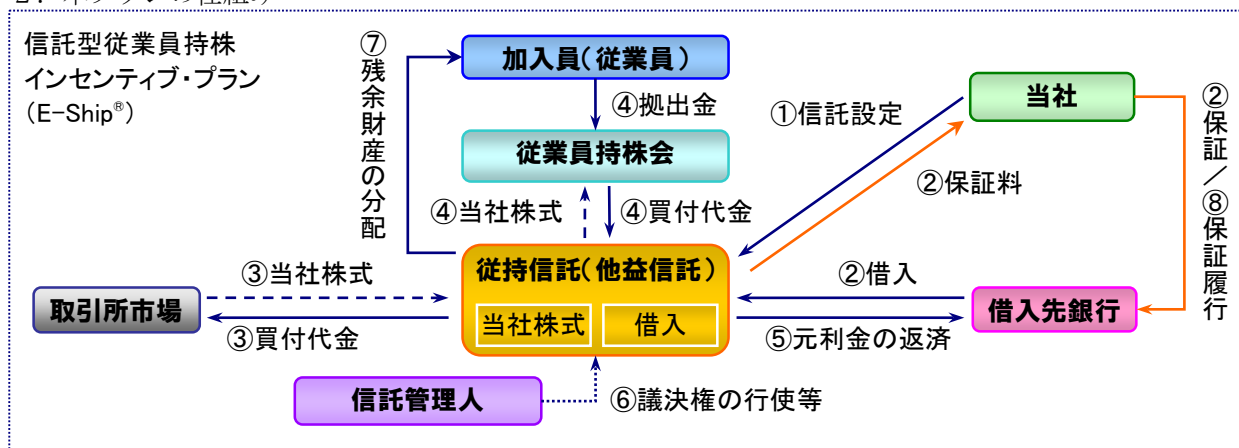 信託型従業員持株
インセンティブ・プラン
(E-Ship®)
⑦残余財産の分配
加入員(従業員)
④拠出金
従業員持株会
④当社株式
④買付代金
①信託設定
②保証料
当社
②保証／⑧保証履行
従持信託(他益信託)
当社株式
借入
③当社株式
③買付代金
取引所市場
②借入
⑤元利金の返済
借入先銀行
信託管理人
⑥議決権の行使等